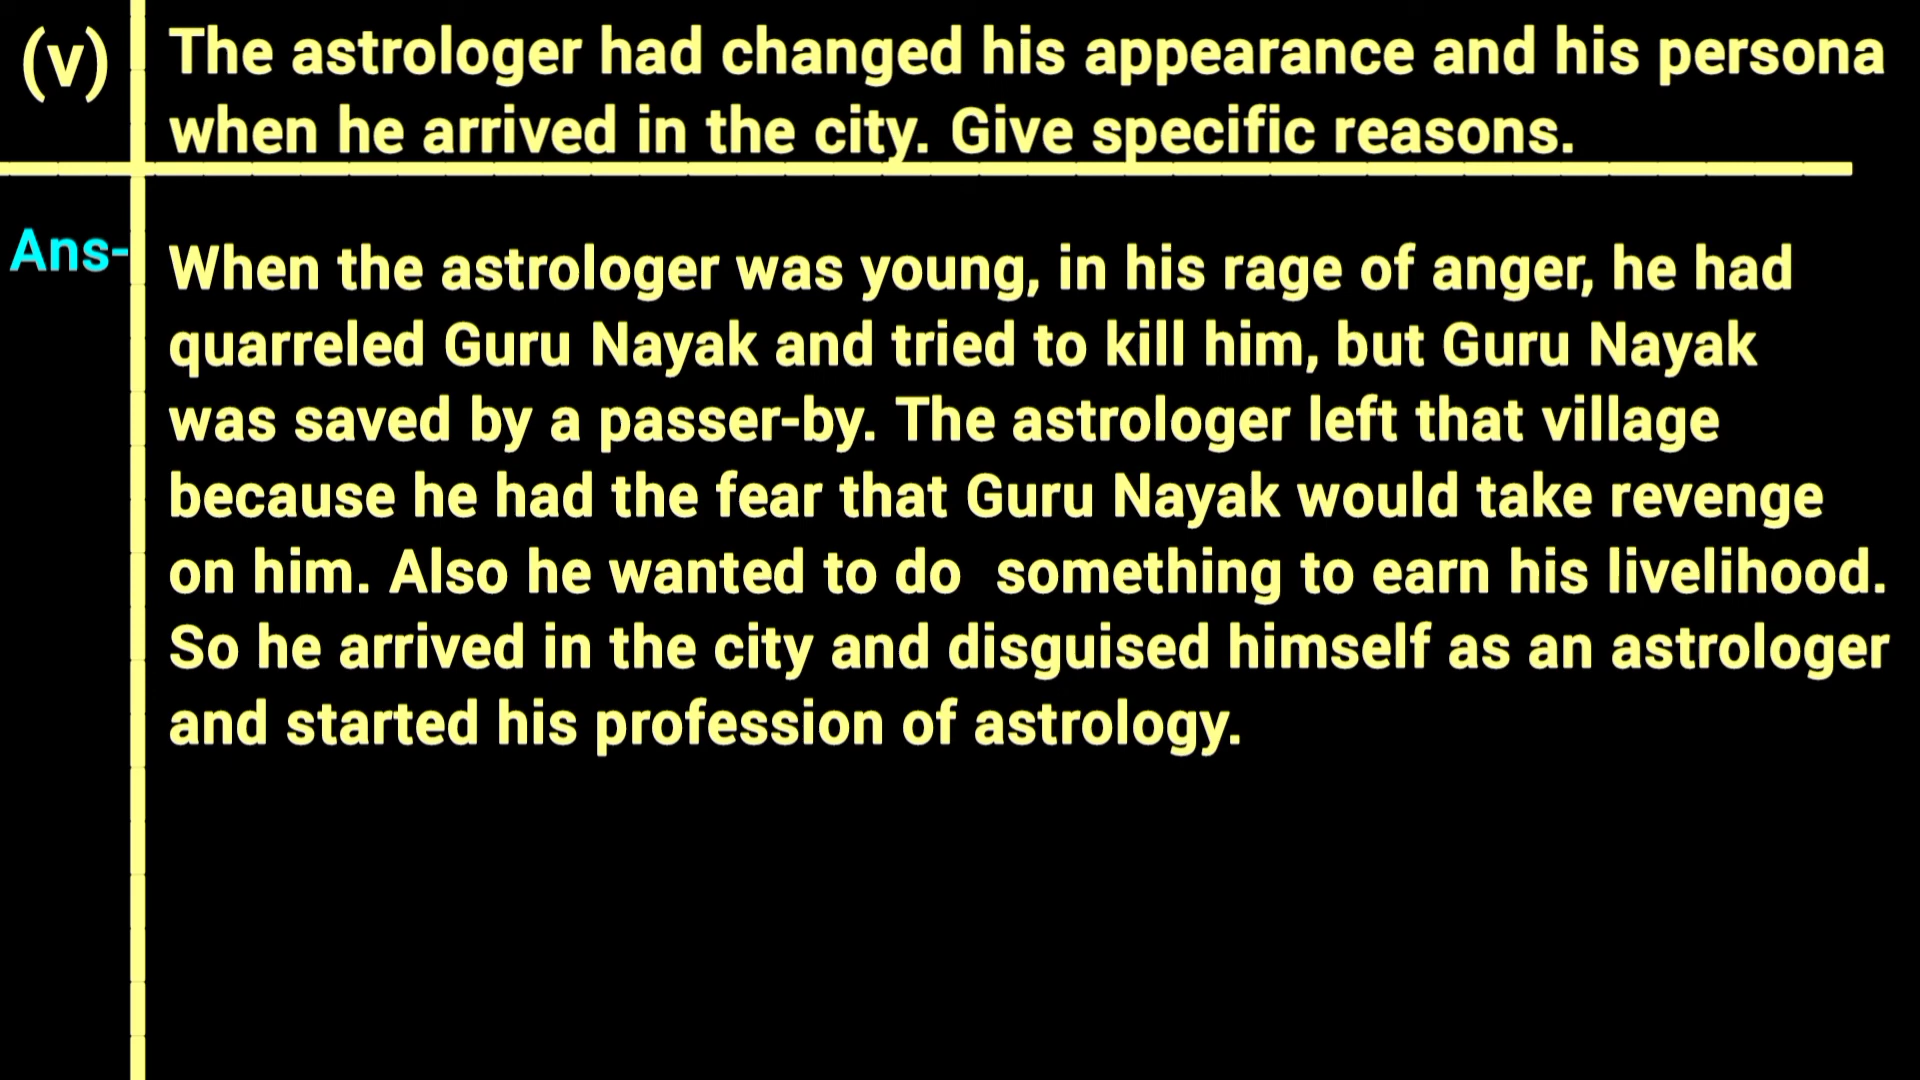 (v) The astrologer had changed his appearance and his persona
when he arrived in the city. Give specific reasons.
Ans- When the astrologer was young, in his rage of anger, he had
quarreled Guru Nayak and tried to kill him, but Guru Nayak
was saved by a passer-by. The astrologer left that village
because he had the fear that Guru Nayak would take revenge
on him. Also he wanted to do  something to earn his livelihood.
So he arrived in the city and disguised himself as an astrologer
and started his profession of astrology.